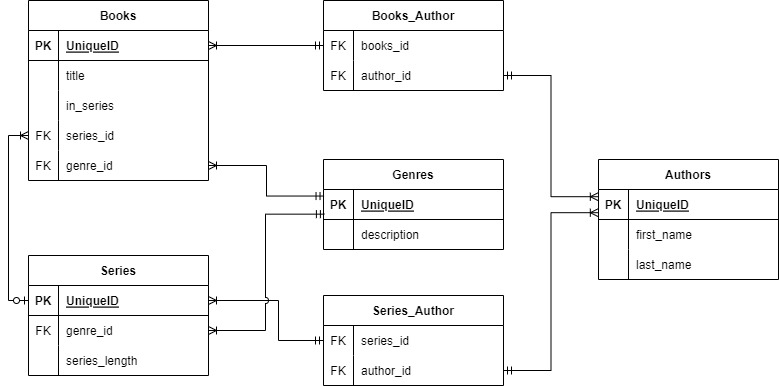 Books
PK UniqueID
title
in_series
FK series_id
FK genre_id
Books_Author
FK books_id
FK author_id
Genres
PK UniqueID
description
Authors
PK UniqueID
first_name
last_name
Series
PK UniqueID
FK genre_id
series_length
Series_Author
FK series_id
FK author_id